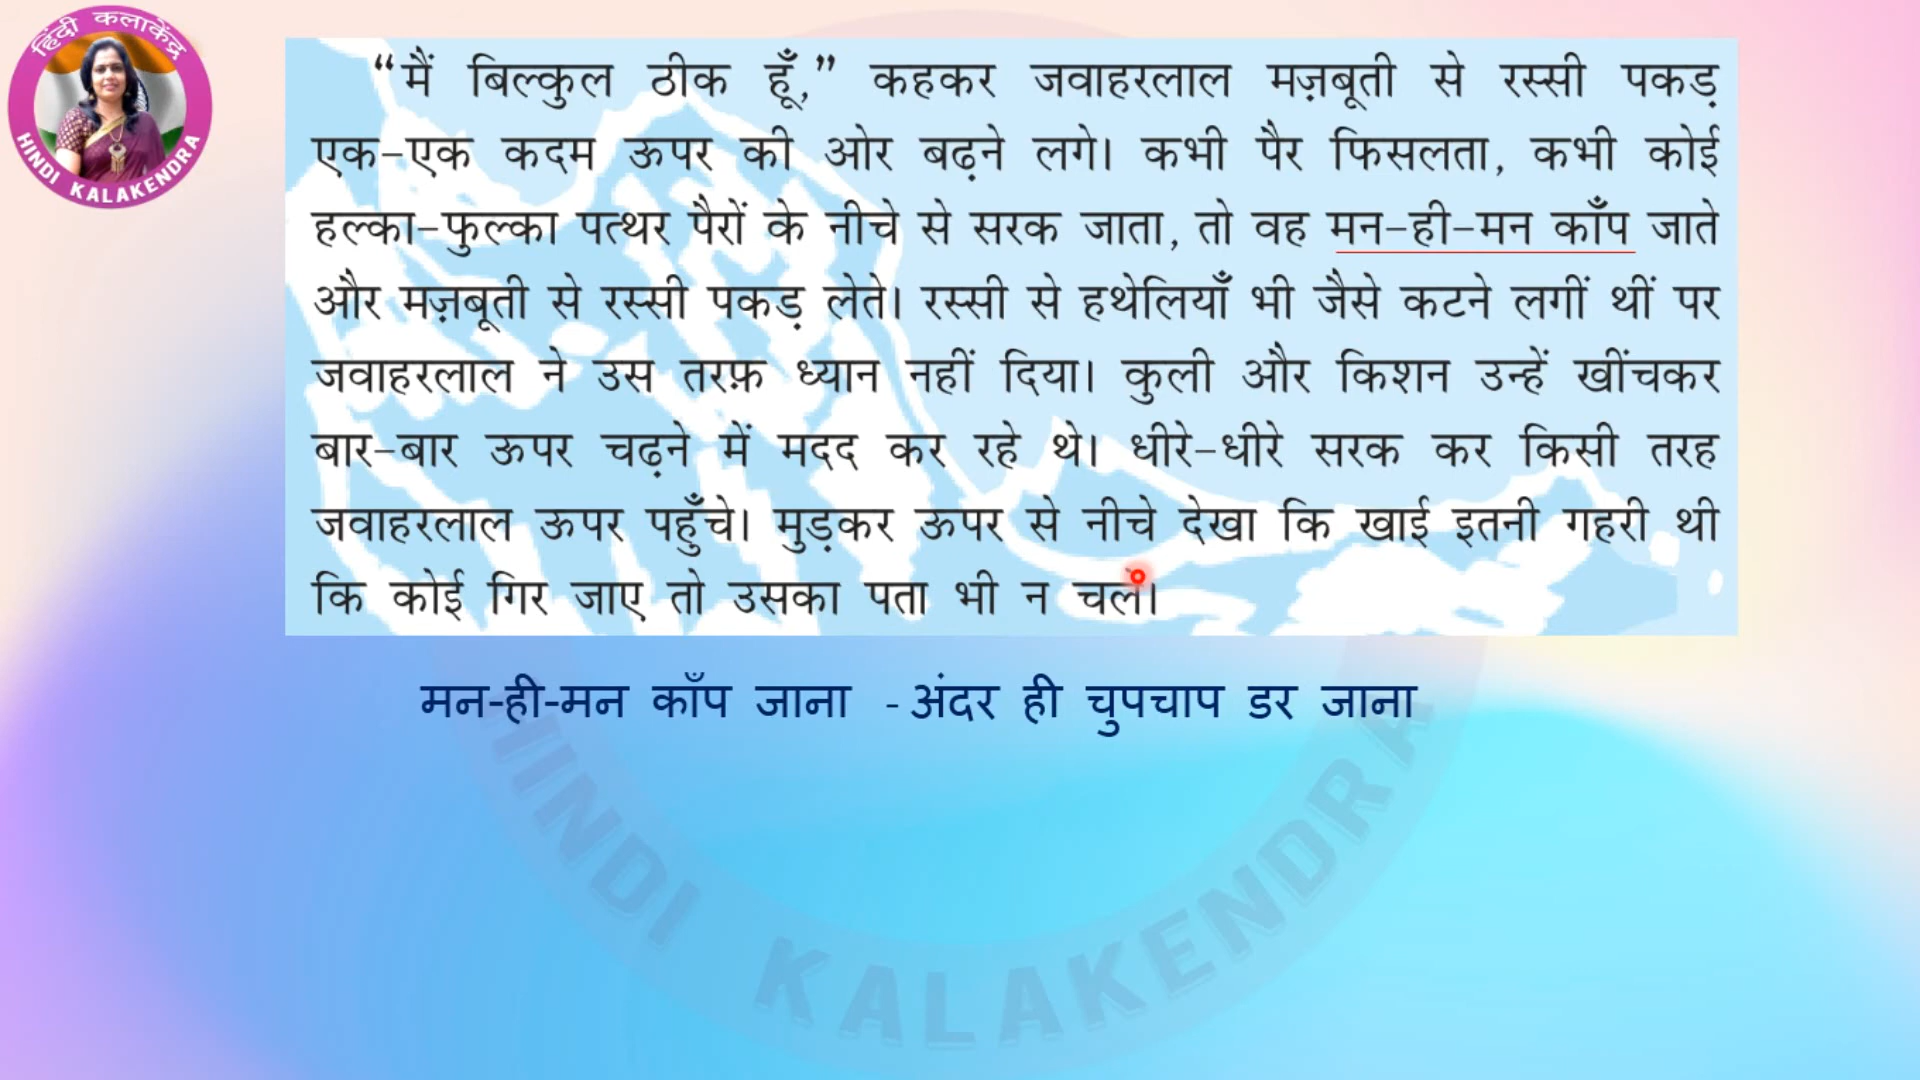 हिंदी कलाकेंद्र
HINDI KALAKENDRA
“मैं बिल्कुल ठीक हूँ,” कहकर जवाहरलाल मज़बूती से रस्सी पकड़
एक-एक कदम ऊपर की ओर बढ़ने लगे। कभी पैर फिसलता, कभी कोई
हल्का-फुल्का पत्थर पैरों के नीचे से सरक जाता, तो वह मन-ही-मन काँप जाते
और मज़बूती से रस्सी पकड़ लेते। रस्सी से हथेलियाँ भी जैसे कटने लगीं थीं पर
जवाहरलाल ने उस तरफ़ ध्यान नहीं दिया। कुली और किशन उन्हें खींचकर
बार-बार ऊपर चढ़ने में मदद कर रहे थे। धीरे-धीरे सरक कर किसी तरह
जवाहरलाल ऊपर पहुँचे। मुड़कर ऊपर से नीचे देखा कि खाई इतनी गहरी थी
कि कोई गिर जाए तो उसका पता भी न चले।
मन-ही-मन काँप जाना - अंदर ही चुपचाप डर जाना
HINDI KALAKENDRA